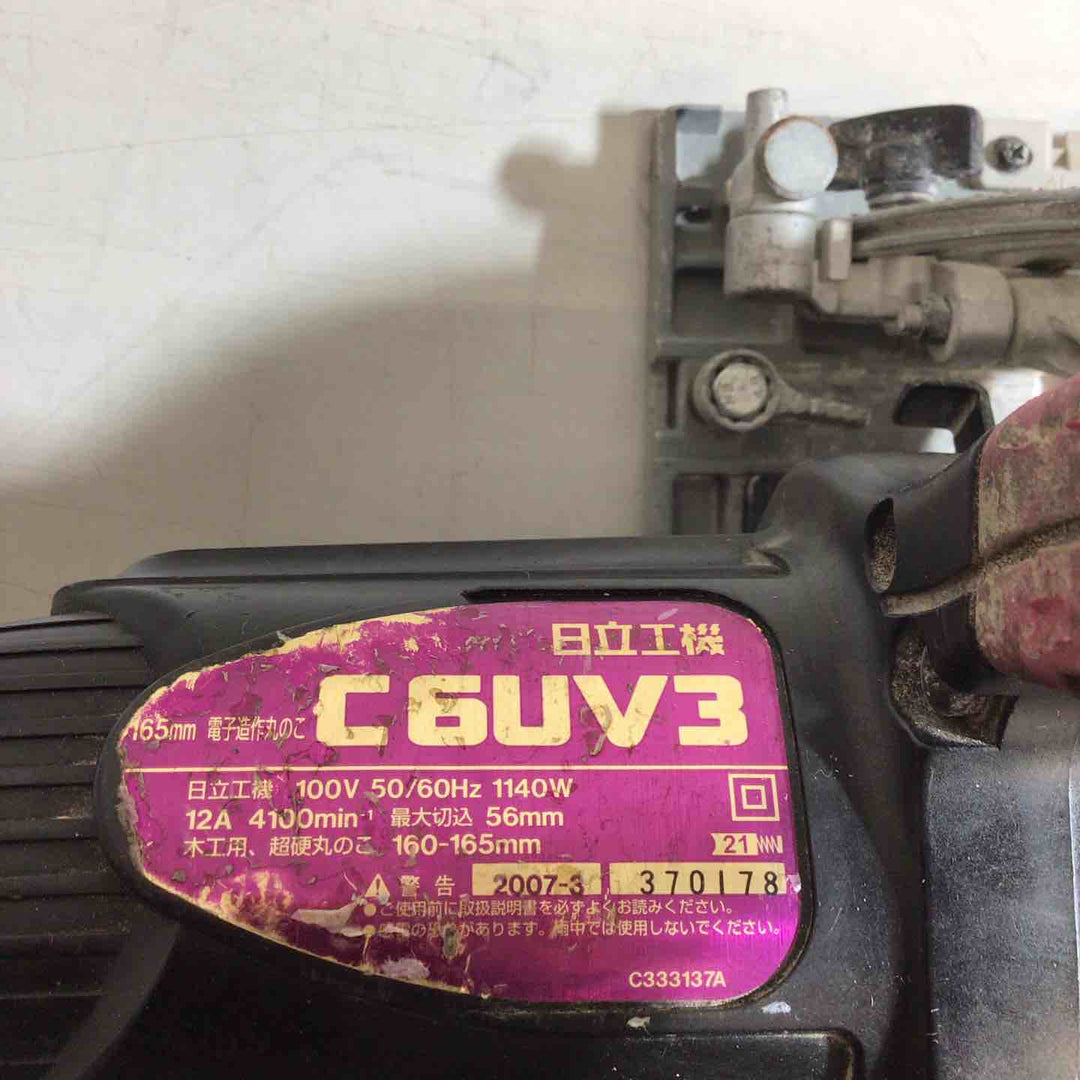 日立工機
165mm 電子造作丸のこ C6UV3
日立工機 100V 50/60Hz 1140W
12A 4100min⁻¹ 最大切込 56mm
木工用、超硬丸のこ 160-165mm
21
警告 2007-3 370178
●ご使用前に取扱説明書を必ずよくお読みください。
があります。雨中では使用しないでください。
C333137A